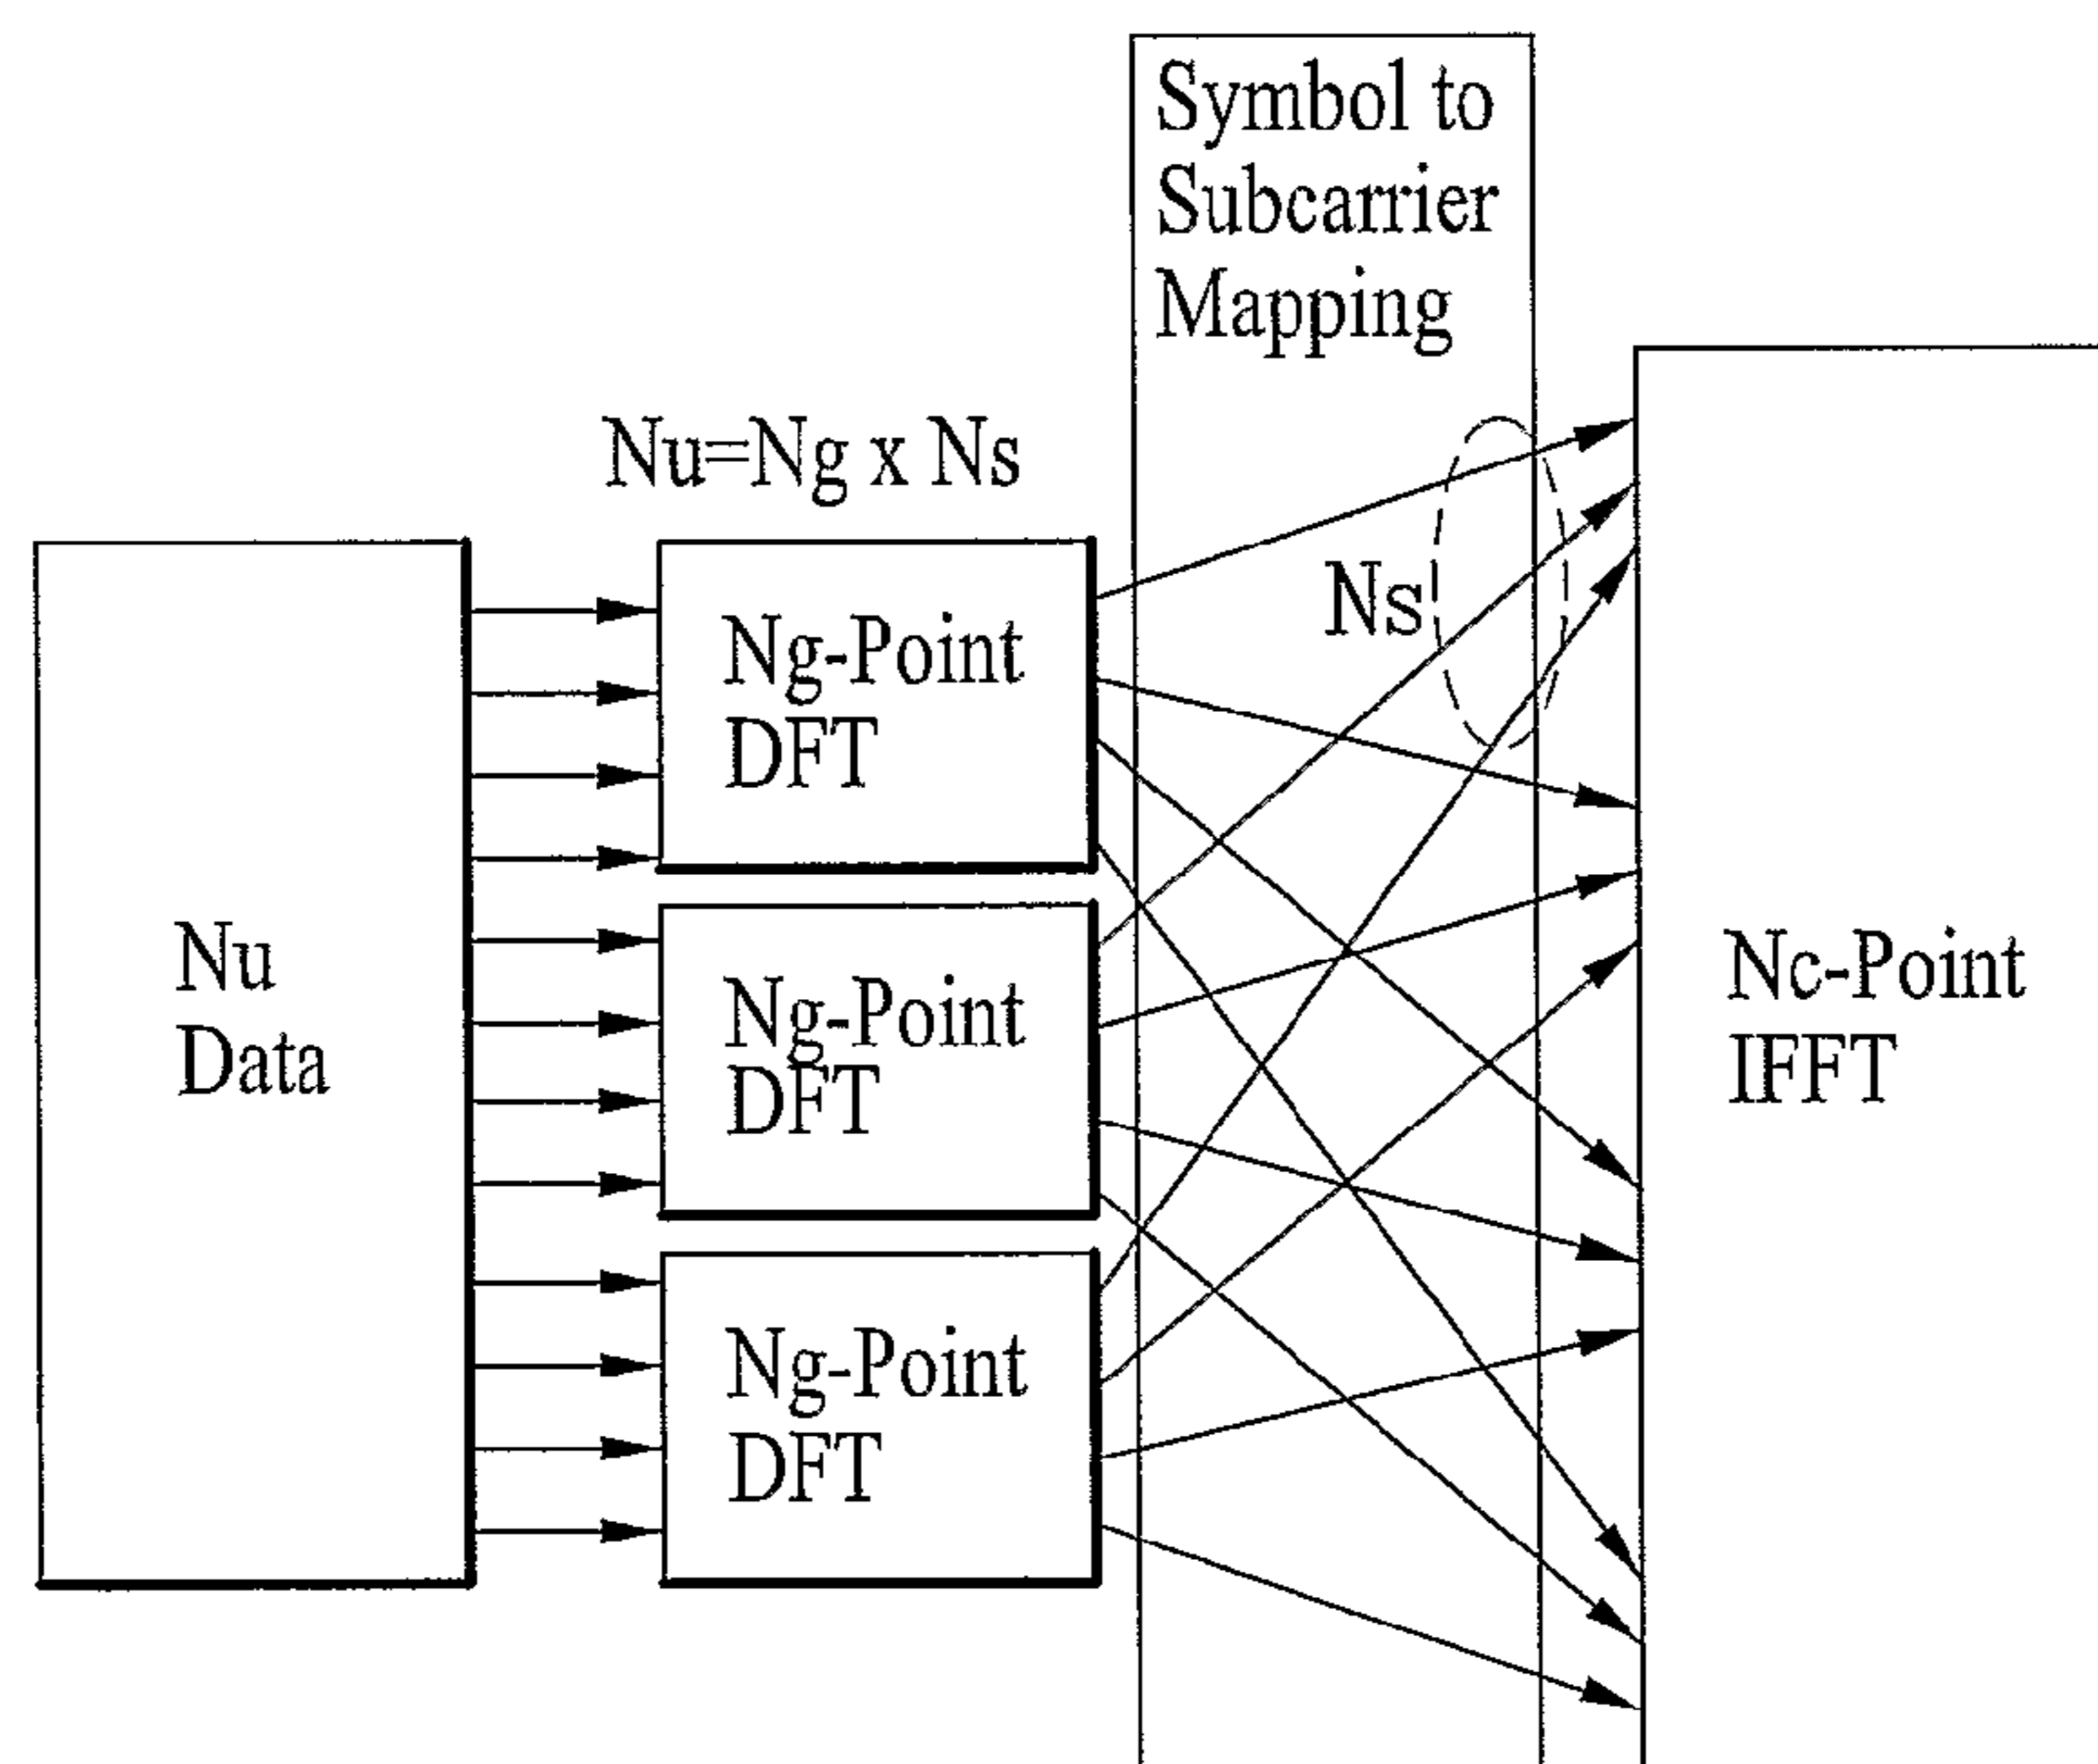 Symbol to
Subcarrier
Mapping
Nu=Ng x Ns
Ns
Nu
Data
Ng-Point
DFT
Ng-Point
DFT
Ng-Point
DFT
Nc-Point
IFFT